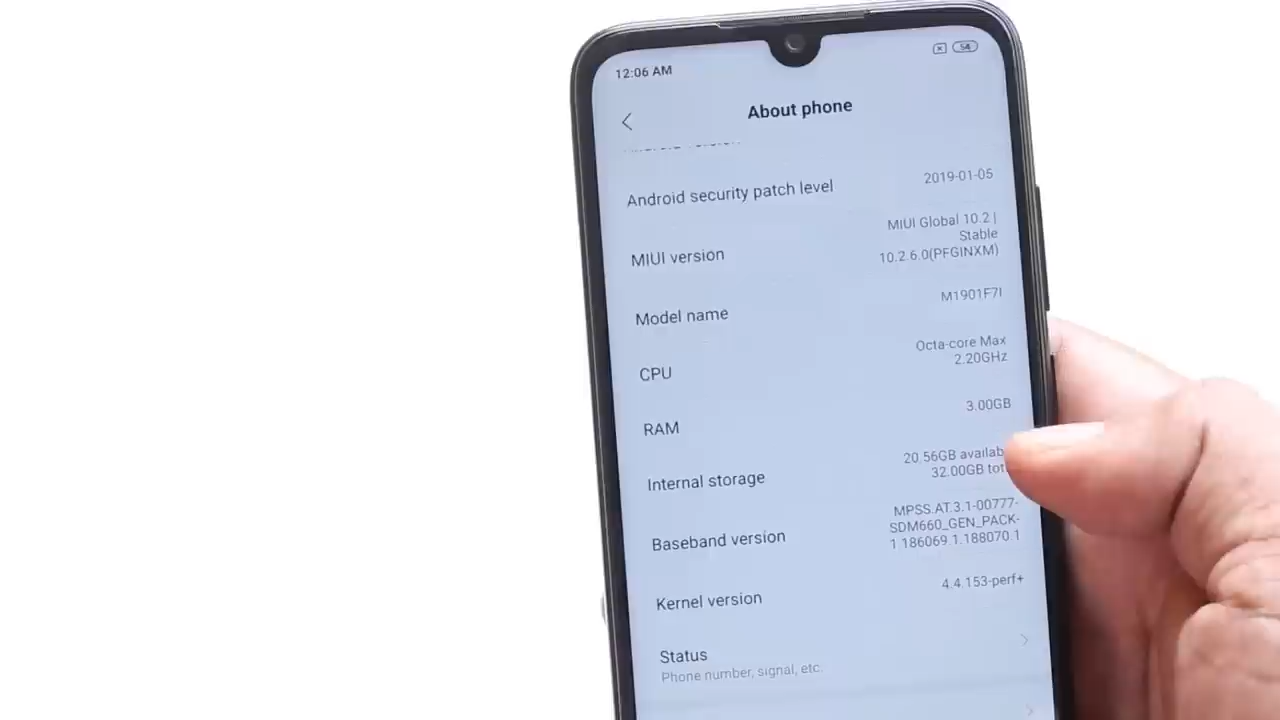 12:06 AM
54
About phone
Android security patch level
2019-01-05
MIUI version
MIUI Global 10.2 |
Stable
10.2.6.0(PFGINXM)
Model name
M1901F7I
CPU
Octa-core Max
2.20GHz
RAM
3.00GB
Internal storage
20.56GB availab
32.00GB tot
Baseband version
MPSS.AT.3.1-00777-
SDM660_GEN_PACK-
1.186069.1.188070.1
Kernel version
4.4.153-perf+
Status
Phone number, signal, etc.